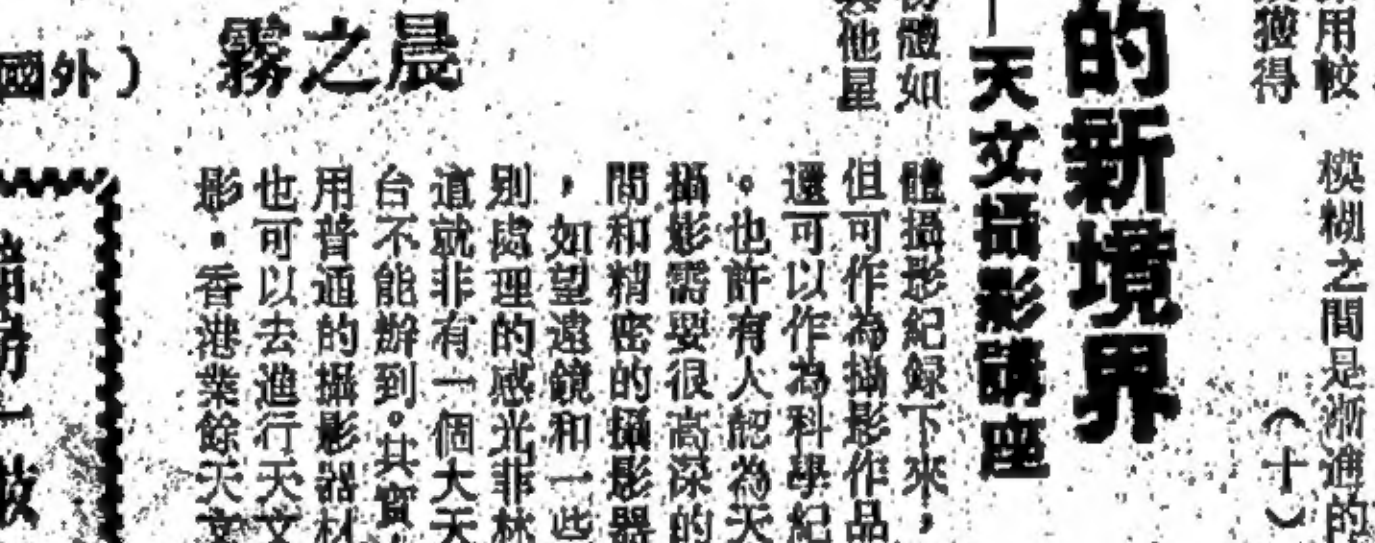 用較
獲得
模糊之間是漸進的
（十）
的新境界
—天文攝影講座
體如
其他星
體攝影紀錄下來，
但可作為攝影作品
還可以作為科學紀
。也許有人認為天
攝影需要很高深的
間和精密的攝影器
，如望遠鏡和一些
別處理的感光菲林
道就非有一個大天
台不能辦到。其實，
用普通的攝影器材
也可以去進行天文
影。香港業餘天文
霧之晨
國外）